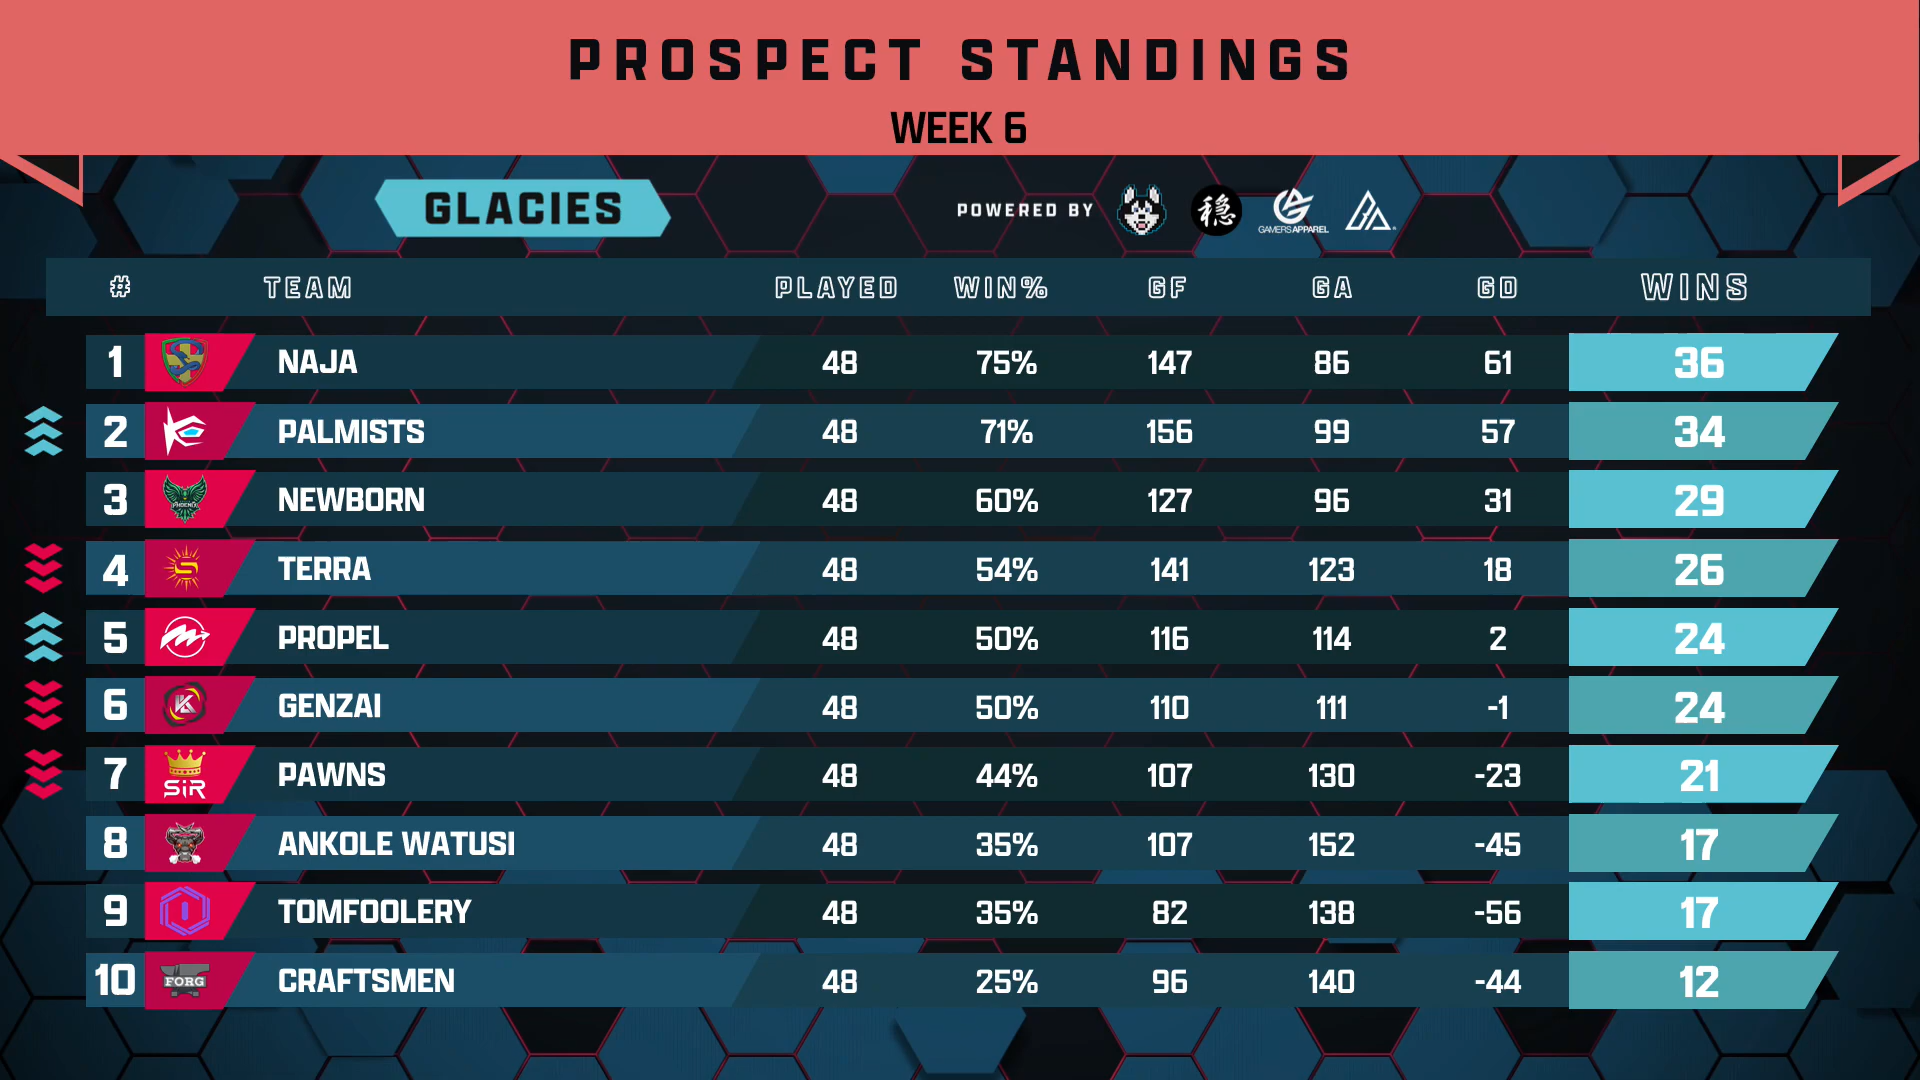 PROSPECT STANDINGS
WEEK 6
GLACIES
POWERED BY 穏 GAMERSAPPAREL
# TEAM PLAYED WIN% GF GA GD WINS
1 NAJA 48 75% 147 86 61 36
2 PALMISTS 48 71% 156 99 57 34
3 PHOENIX NEWBORN 48 60% 127 96 31 29
4 S TERRA 48 54% 141 123 18 26
5 PROPEL 48 50% 116 114 2 24
6 K GENZAI 48 50% 110 111 -1 24
7 SIR PAWNS 48 44% 107 130 -23 21
8 ANKOLE WATUSI 48 35% 107 152 -45 17
9 TOMFOOLERY 48 35% 82 138 -56 17
10 FORG CRAFTSMEN 48 25% 96 140 -44 12